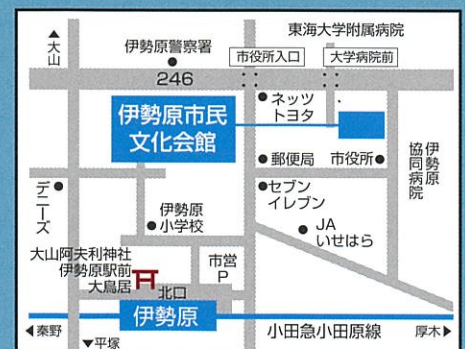 ▲大山
伊勢原警察署
東海大学附属病院
市役所入口
大学病院前
246
伊勢原市民
文化会館
ネッツ
トヨタ
郵便局
市役所
伊勢原
協同病院
デニーズ
伊勢原
小学校
セブン
イレブン
JA
いせはら
大山阿夫利神社
伊勢原駅前
大鳥居
北口
市営
P
伊勢原
◀秦野
▼平塚
小田急小田原線
厚木▶